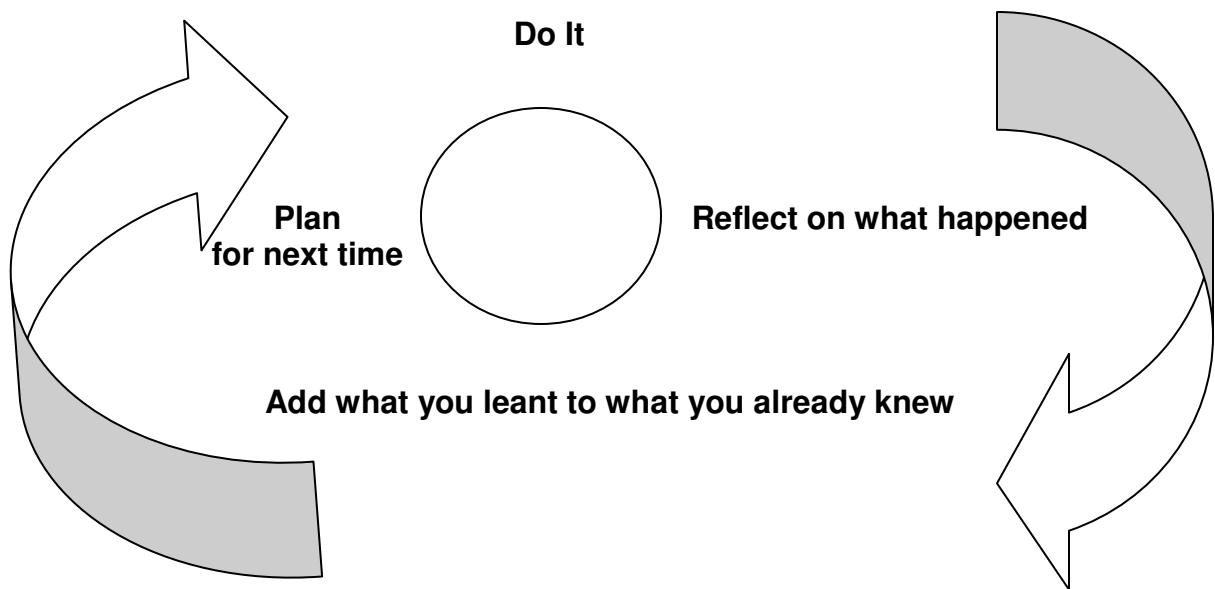 Do It
Plan
for next time
Reflect on what happened
Add what you leant to what you already knew